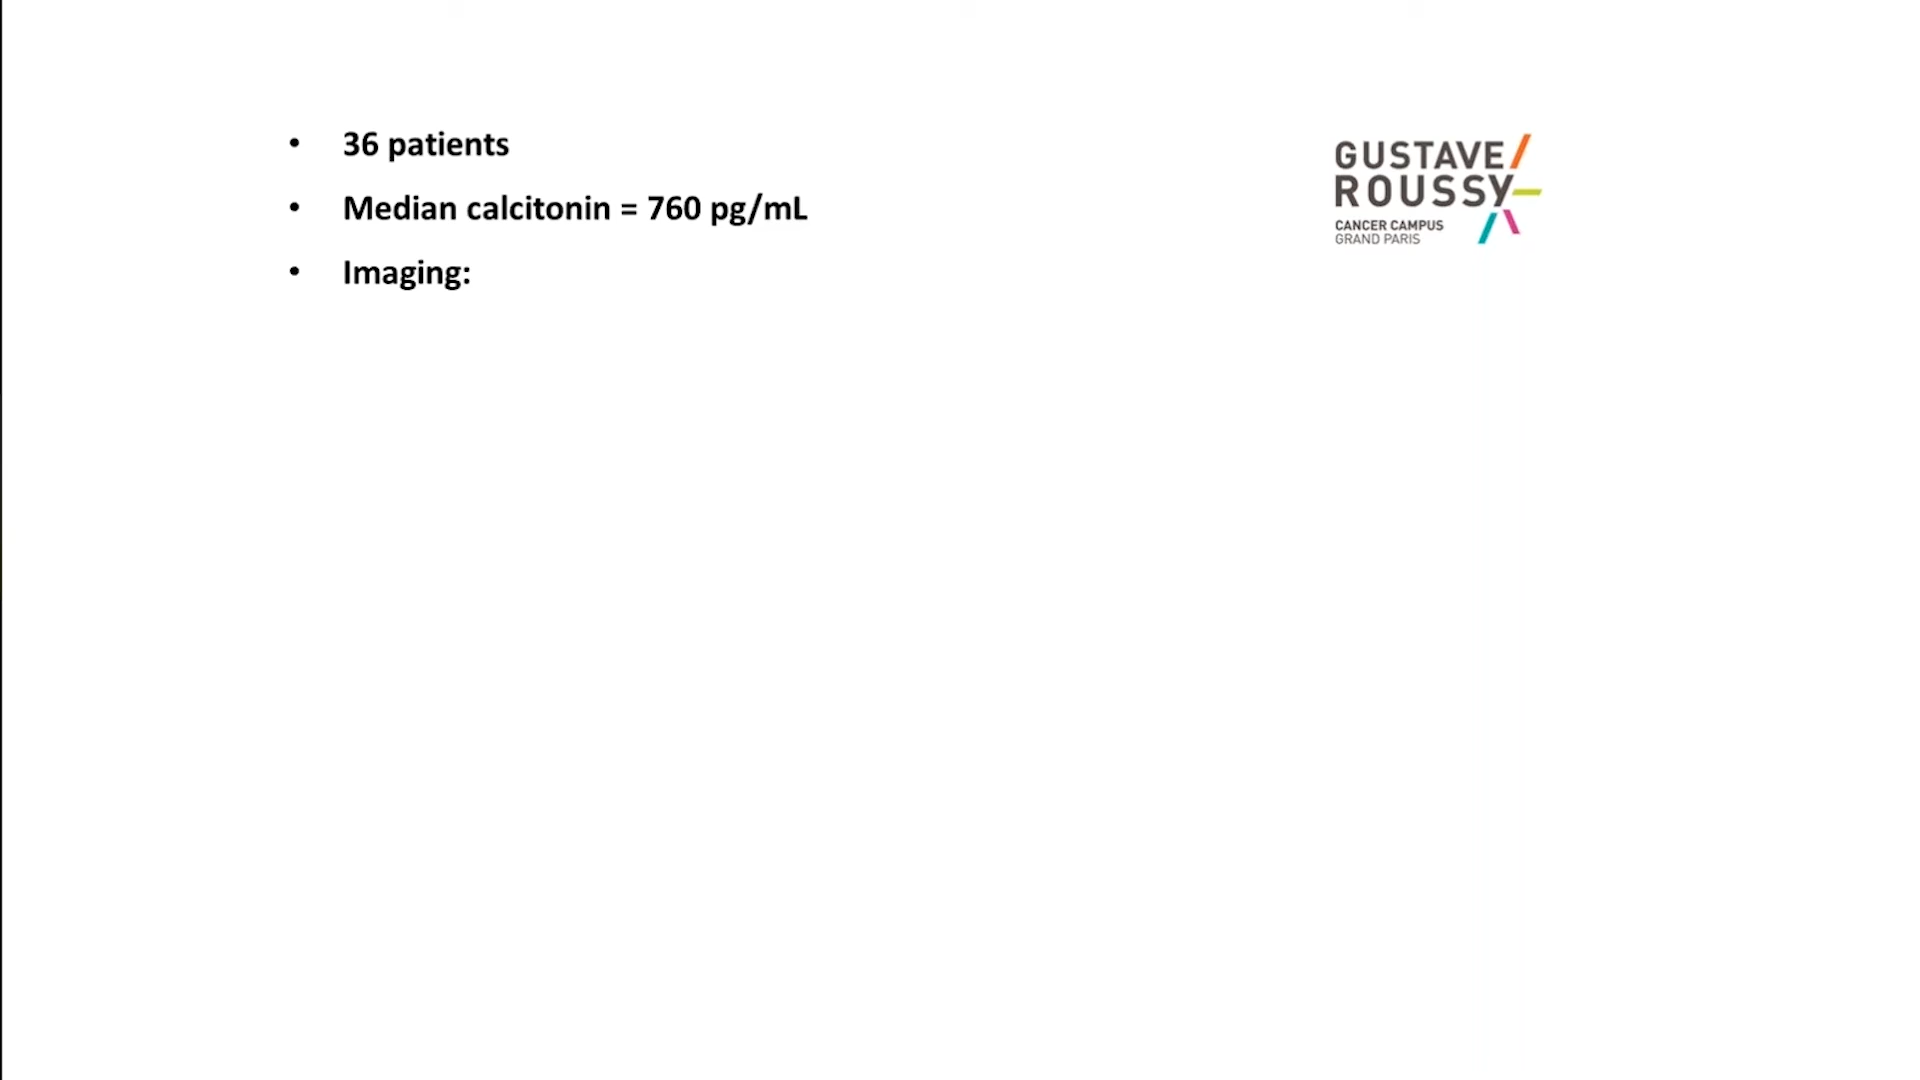 • 36 patients
• Median calcitonin = 760 pg/mL
• Imaging:
GUSTAVE
ROUSSY
CANCER CAMPUS
GRAND PARIS